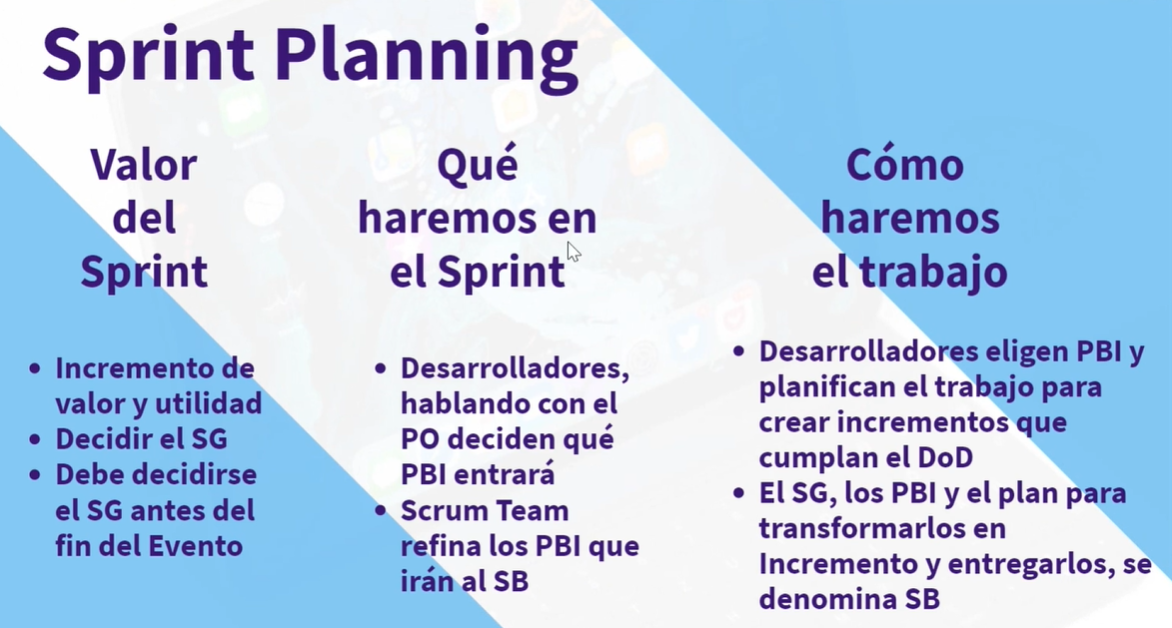 Sprint Planning
Valor
del
Sprint
• Incremento de
valor y utilidad
• Decidir el SG
• Debe decidirse
el SG antes del
fin del Evento
Qué
haremos en
el Sprint
• Desarrolladores,
hablando con el
PO deciden qué
PBI entrará
• Scrum Team
refina los PBI que
irán al SB
Cómo
haremos
el trabajo
• Desarrolladores eligen PBI y
planifican el trabajo para
crear incrementos que
cumplan el DoD
• El SG, los PBI y el plan para
transformarlos en
Incremento y entregarlos, se
denomina SB